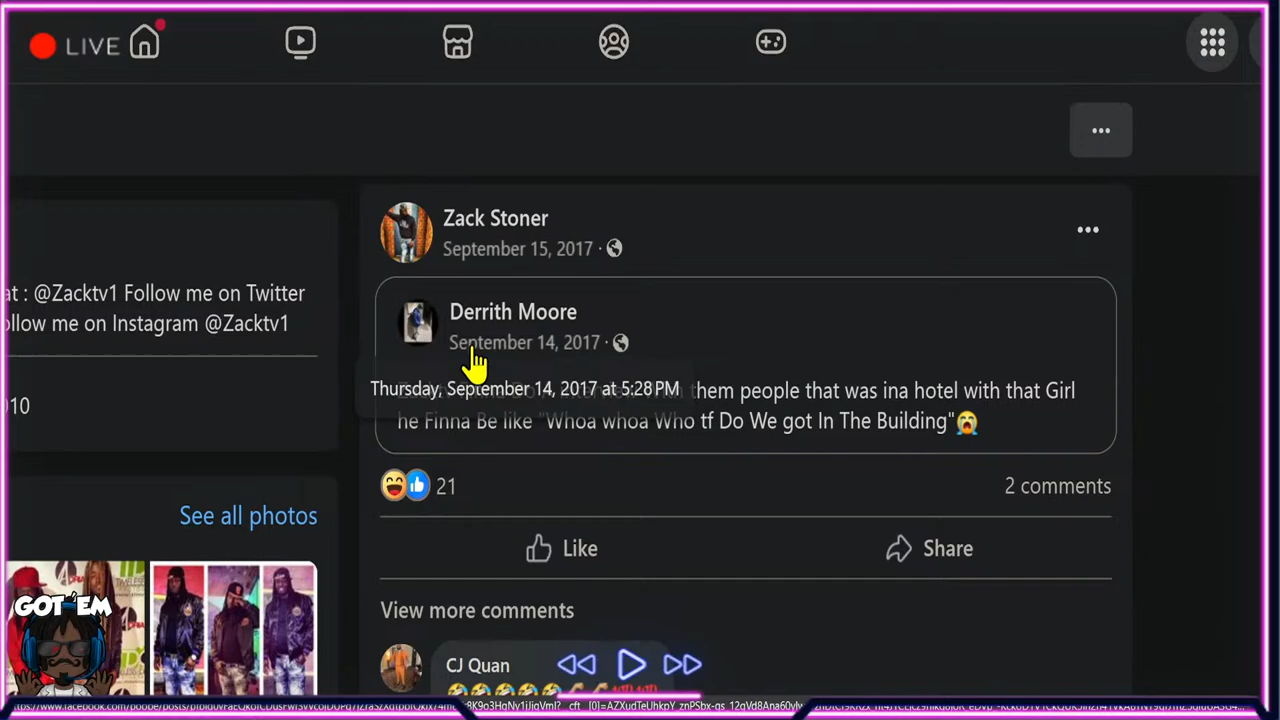 LIVE
Zack Stoner
September 15, 2017 ·
at : @Zacktv1 Follow me on Twitter
ollow me on Instagram @Zacktv1
010
Derrith Moore
September 14, 2017 ·
Thursday, September 14, 2017 at 5:28 PM
them people that was ina hotel with that Girl
he Finna Be like "Whoa whoa Who tf Do We got In The Building"😭
21
2 comments
See all photos
Like
Share
View more comments
GOT 'EM
CJ Quan